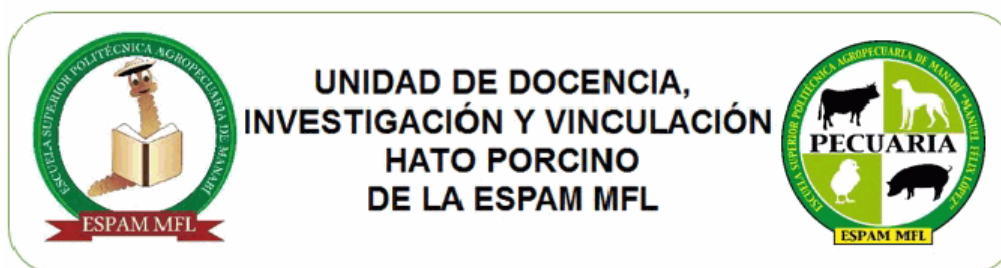 ESCUELA SUPERIOR POLITÉCNICA AGROPECUARIA DE MANABÍ
ESPAM MFL
UNIDAD DE DOCENCIA,
INVESTIGACIÓN Y VINCULACIÓN
HATO PORCINO
DE LA ESPAM MFL
ESCUELA SUPERIOR POLITÉCNICA AGROPECUARIA DE MANABÍ "MANUEL FÉLIX LÓPEZ"
PECUARIA
ESPAM MFL